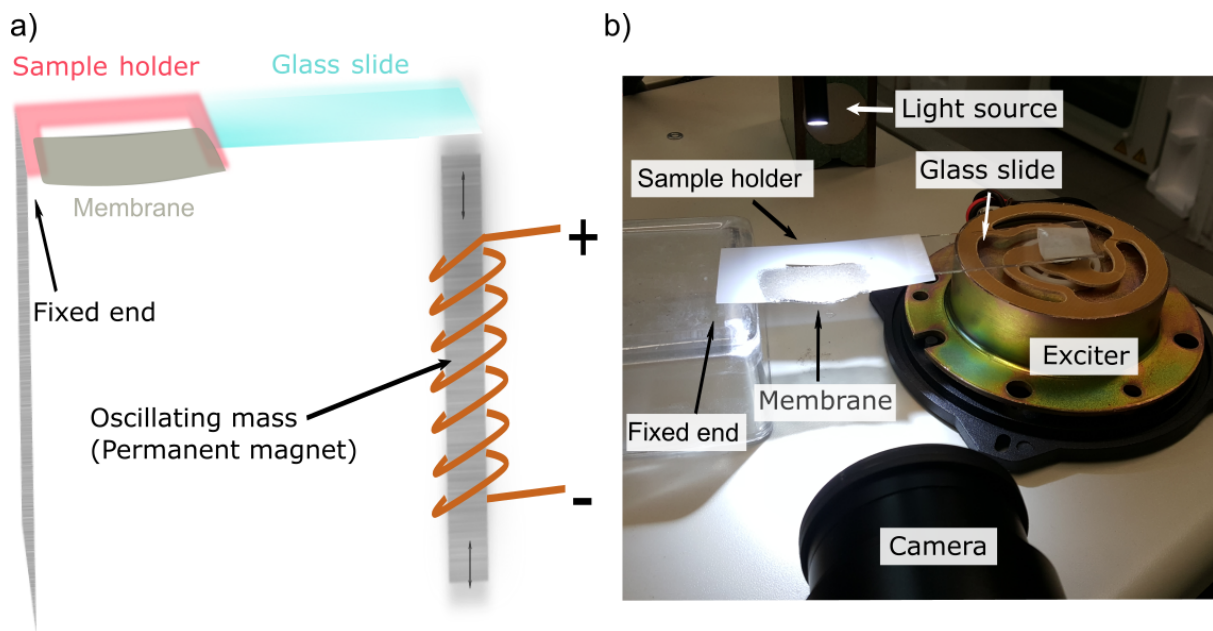 a)
Sample holder
Glass slide
Membrane
Fixed end
+
Oscillating mass
(Permanent magnet)
-
b)
Light source
Glass slide
Sample holder
Exciter
Membrane
Fixed end
Camera